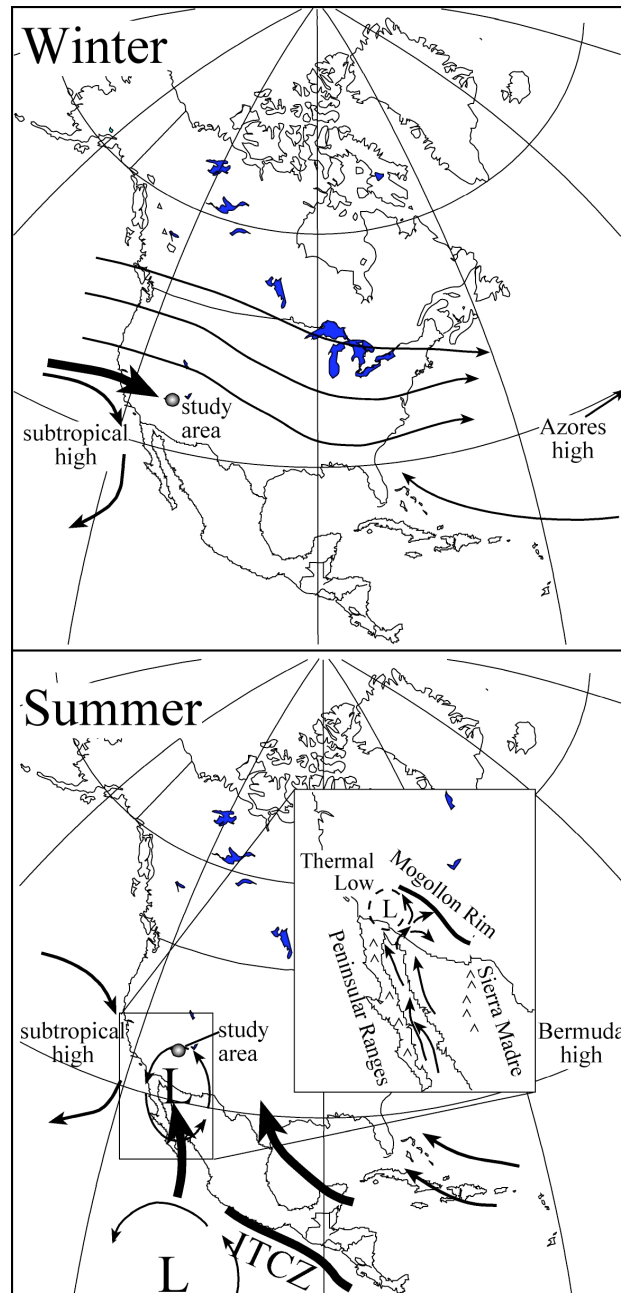 Winter
study
area
subtropical
high
Azores
high
Summer
Thermal
Low
L
Mogollon Rim
Peninsular Ranges
Sierra Madre
subtropical
high
study
area
Bermuda
high
L
ITCZ
L